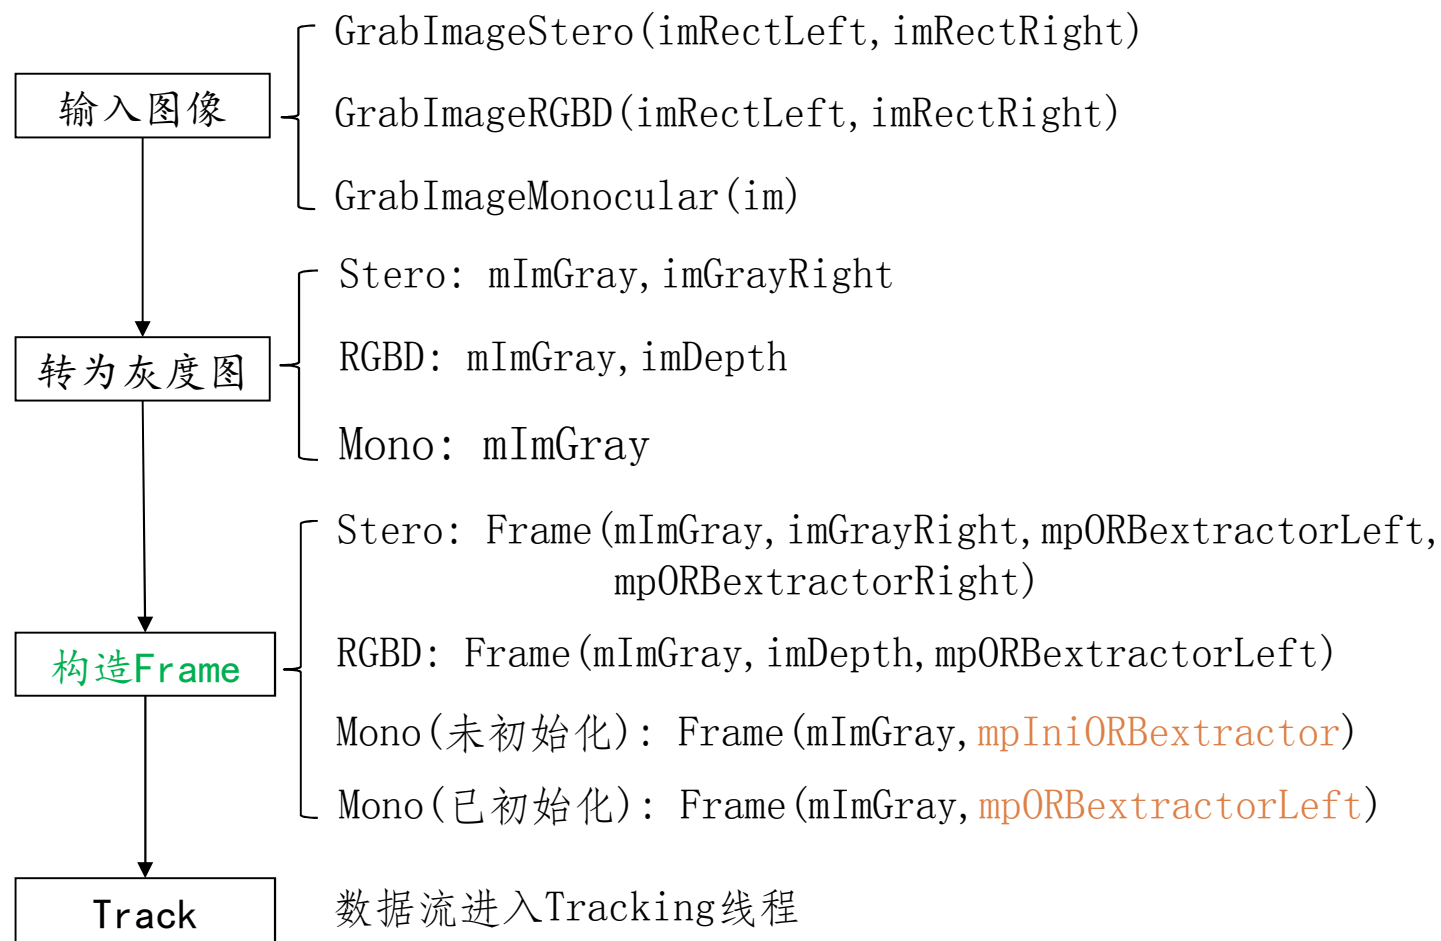 输入图像
GrabImageStero(imRectLeft,imRectRight)
GrabImageRGBD(imRectLeft,imRectRight)
GrabImageMonocular(im)
转为灰度图
Stero: mImGray,imGrayRight
RGBD: mImGray,imDepth
Mono: mImGray
构造Frame
Stero: Frame(mImGray,imGrayRight,mpORBextractorLeft,
mpORBextractorRight)
RGBD: Frame(mImGray,imDepth,mpORBextractorLeft)
Mono(未初始化): Frame(mImGray,mpIniORBextractor)
Mono(已初始化): Frame(mImGray,mpORBextractorLeft)
Track
数据流进入Tracking线程